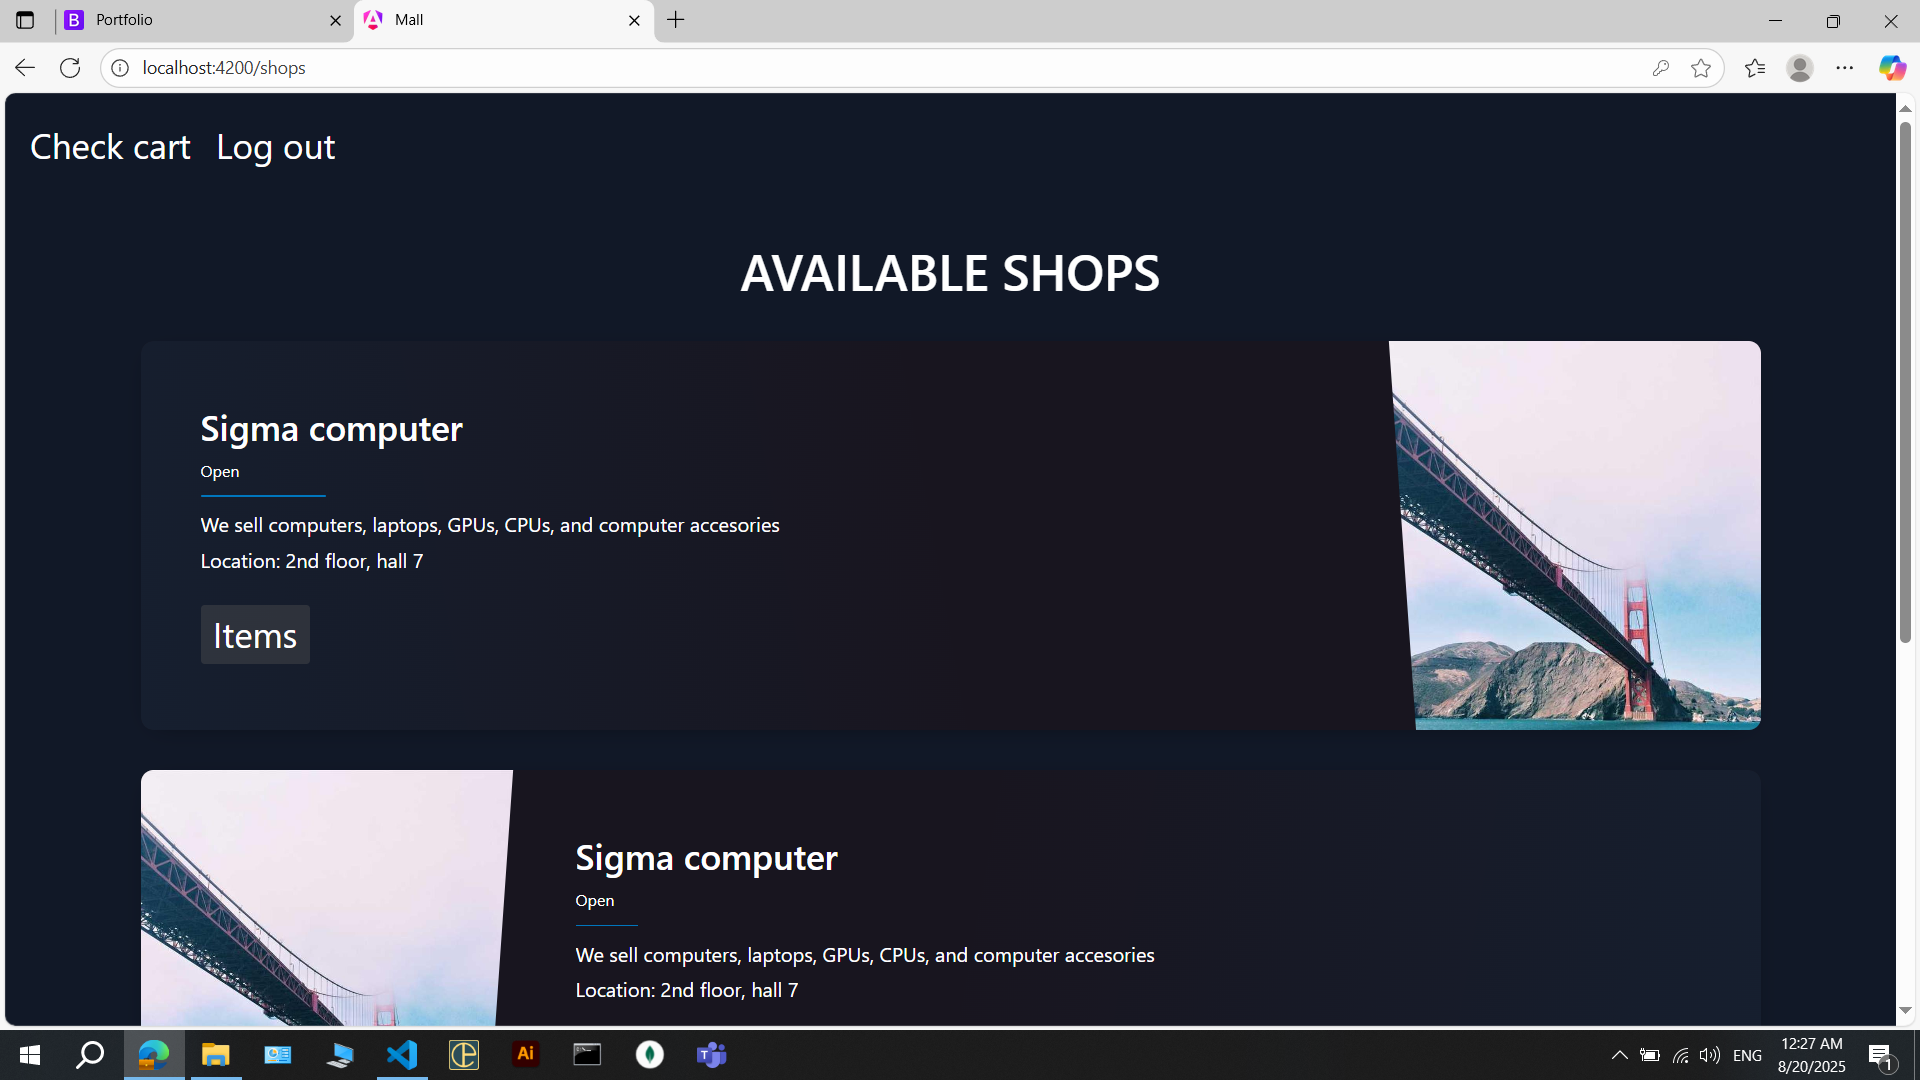 Portfolio
Mall
localhost:4200/shops
Check cart Log out
AVAILABLE SHOPS
Sigma computer
Open
We sell computers, laptops, GPUs, CPUs, and computer accesories
Location: 2nd floor, hall 7
Items
Sigma computer
Open
We sell computers, laptops, GPUs, CPUs, and computer accesories
Location: 2nd floor, hall 7
ENG
12:27 AM
8/20/2025
1